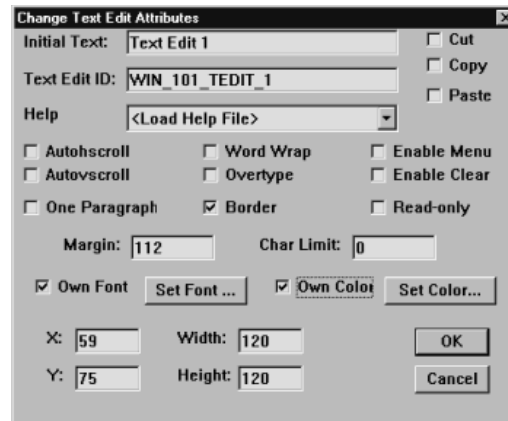 Change Text Edit Attributes
Initial Text: Text Edit 1 Cut
Copy
Text Edit ID: WIN_101_TEDIT_1
Paste
Help <Load Help File>
Autohscroll Word Wrap Enable Menu
Autovscroll Overtype Enable Clear
One Paragraph Border Read-only
Margin: 112 Char Limit: 0
Own Font Set Font ... Own Color Set Color...
X: 59 Width: 120 OK
Y: 75 Height: 120 Cancel